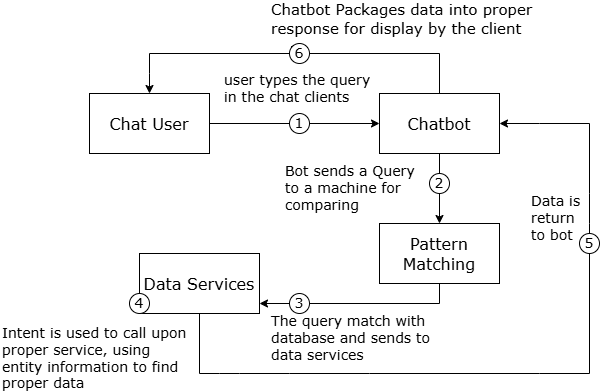 Chatbot Packages data into proper
response for display by the client
6
user types the query
in the chat clients
Chat User
1
Chatbot
Bot sends a Query
to a machine for
comparing
2
Data is
return
to bot
5
Pattern
Matching
Data Services
4
3
The query match with
database and sends to
data services
Intent is used to call upon
proper service, using
entity information to find
proper data